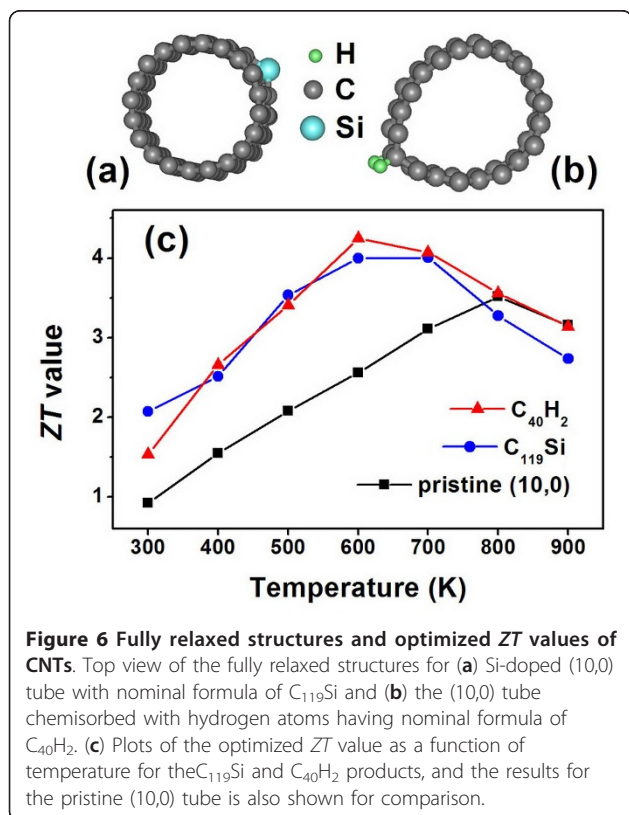 H
C
Si
(a)
(b)
(c)
ZT value
4
3
2
1
C₄₀H₂
C₁₁₉Si
pristine (10,0)
300 400 500 600 700 800 900
Temperature (K)
Figure 6 Fully relaxed structures and optimized ZT values of
CNTs. Top view of the fully relaxed structures for (a) Si-doped (10,0)
tube with nominal formula of C₁₁₉Si and (b) the (10,0) tube
chemisorbed with hydrogen atoms having nominal formula of
C₄₀H₂. (c) Plots of the optimized ZT value as a function of
temperature for theC₁₁₉Si and C₄₀H₂ products, and the results for
the pristine (10,0) tube is also shown for comparison.